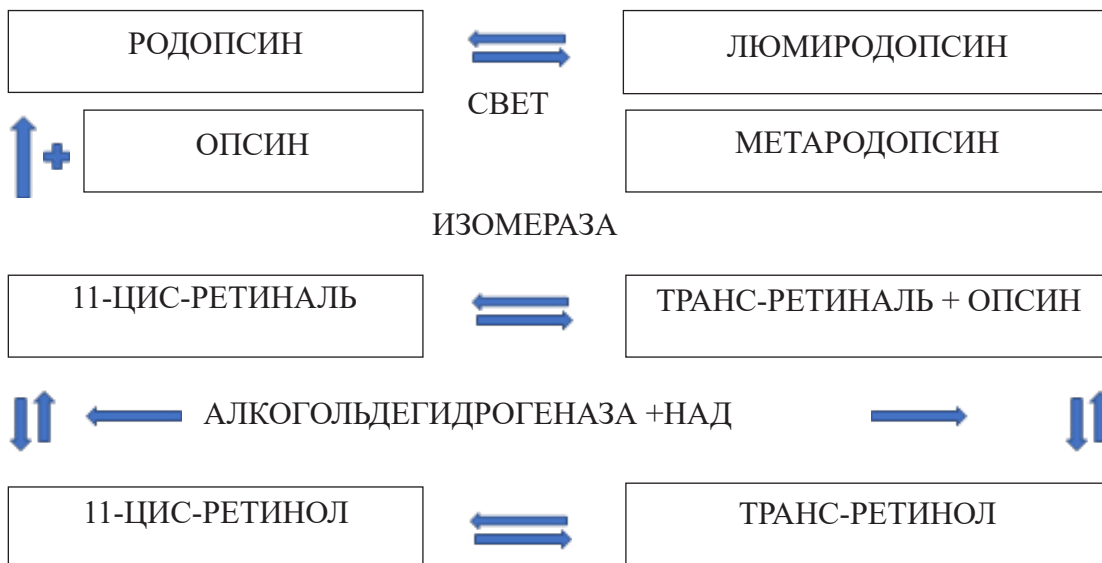 РОДОПСИН
ЛЮМИРОДОПСИН
СВЕТ
ОПСИН
МЕТАРОДОПСИН
ИЗОМЕРАЗА
11-ЦИС-РЕТИНАЛЬ
ТРАНС-РЕТИНАЛЬ + ОПСИН
АЛКОГОЛЬДЕГИДРОГЕНАЗА +НАД
11-ЦИС-РЕТИНОЛ
ТРАНС-РЕТИНОЛ